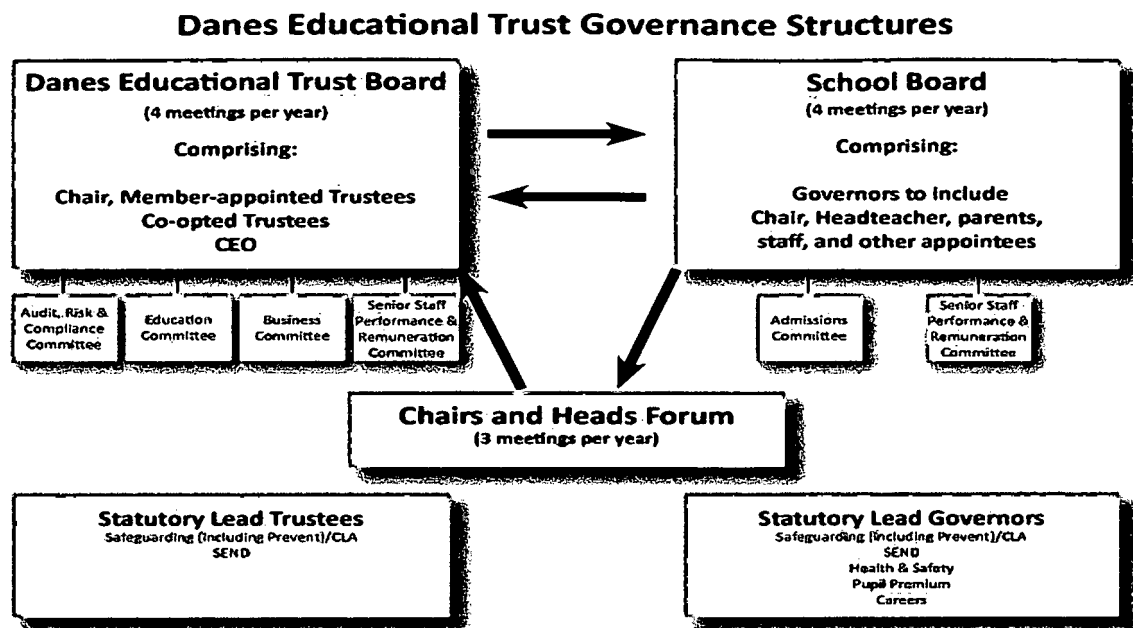 Danes Educational Trust Governance Structures
Danes Educational Trust Board
(4 meetings per year)
Comprising:
Chair, Member-appointed Trustees
Co-opted Trustees
CEO
School Board
(4 meetings per year)
Comprising:
Governors to include
Chair, Headteacher, parents,
staff, and other appointees
Audit, Risk &
Compliance
Committee
Education
Committee
Business
Committee
Senior Staff
Performance &
Remuneration
Committee
Admissions
Committee
Senior Staff
Performance &
Remuneration
Committee
Chairs and Heads Forum
(3 meetings per year)
Statutory Lead Trustees
Safeguarding (including Prevent)/CLA
SEND
Statutory Lead Governors
Safeguarding (including Prevent)/CLA
SEND
Health & Safety
Pupil Premium
Careers